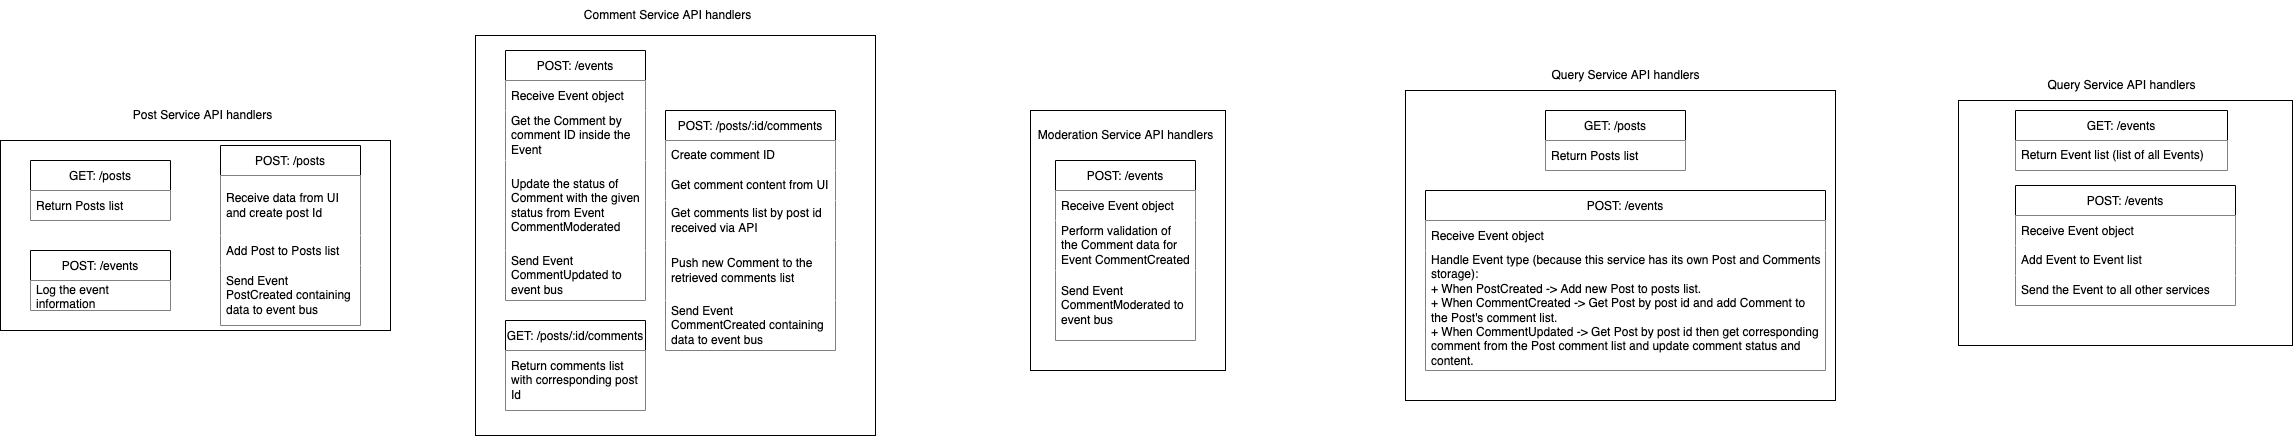 Post Service API handlers
GET: /posts
Return Posts list
POST: /events
Log the event
information
POST: /posts
Receive data from UI
and create post Id
Add Post to Posts list
Send Event
PostCreated containing
data to event bus
Comment Service API handlers
POST: /events
Receive Event object
Get the Comment by
comment ID inside the
Event
Update the status of
Comment with the given
status from Event
CommentModerated
Send Event
CommentUpdated to
event bus
GET: /posts/:id/comments
Return comments list
with corresponding post
Id
POST: /posts/:id/comments
Create comment ID
Get comment content from UI
Get comments list by post id
received via API
Push new Comment to the
retrieved comments list
Send Event
CommentCreated containing
data to event bus
Moderation Service API handlers
POST: /events
Receive Event object
Perform validation of
the Comment data for
Event CommentCreated
Send Event
CommentModerated to
event bus
Query Service API handlers
GET: /posts
Return Posts list
POST: /events
Receive Event object
Handle Event type (because this service has its own Post and Comments
storage):
+ When PostCreated -> Add new Post to posts list.
+ When CommentCreated -> Get Post by post id and add Comment to
the Post's comment list.
+ When CommentUpdated -> Get Post by post id then get corresponding
comment from the Post comment list and update comment status and
content.
Query Service API handlers
GET: /events
Return Event list (list of all Events)
POST: /events
Receive Event object
Add Event to Event list
Send the Event to all other services